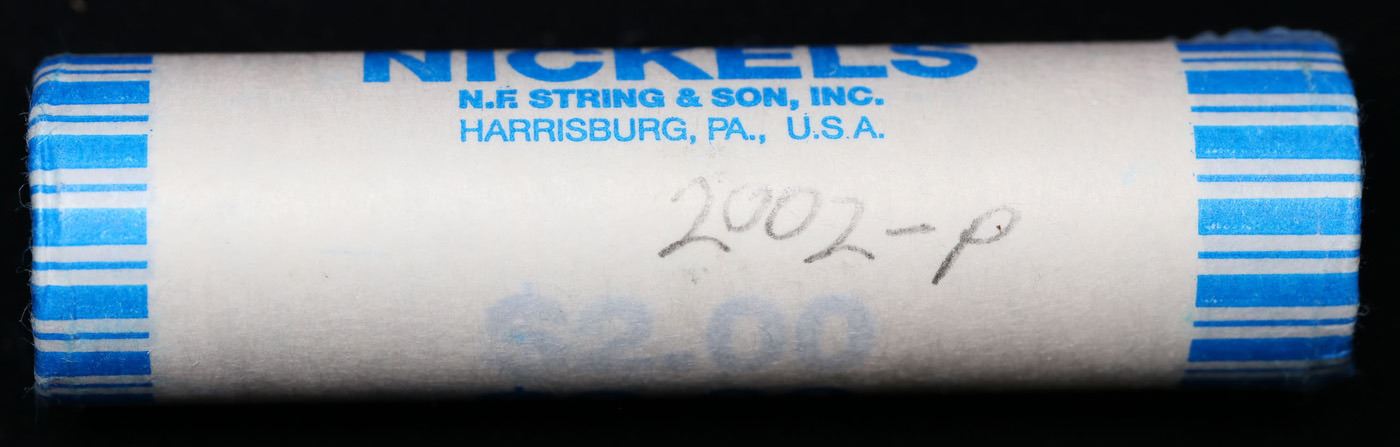 NICKELS
N.F. STRING & SON, INC.
HARRISBURG, PA., U.S.A.
2002-P
$2.00